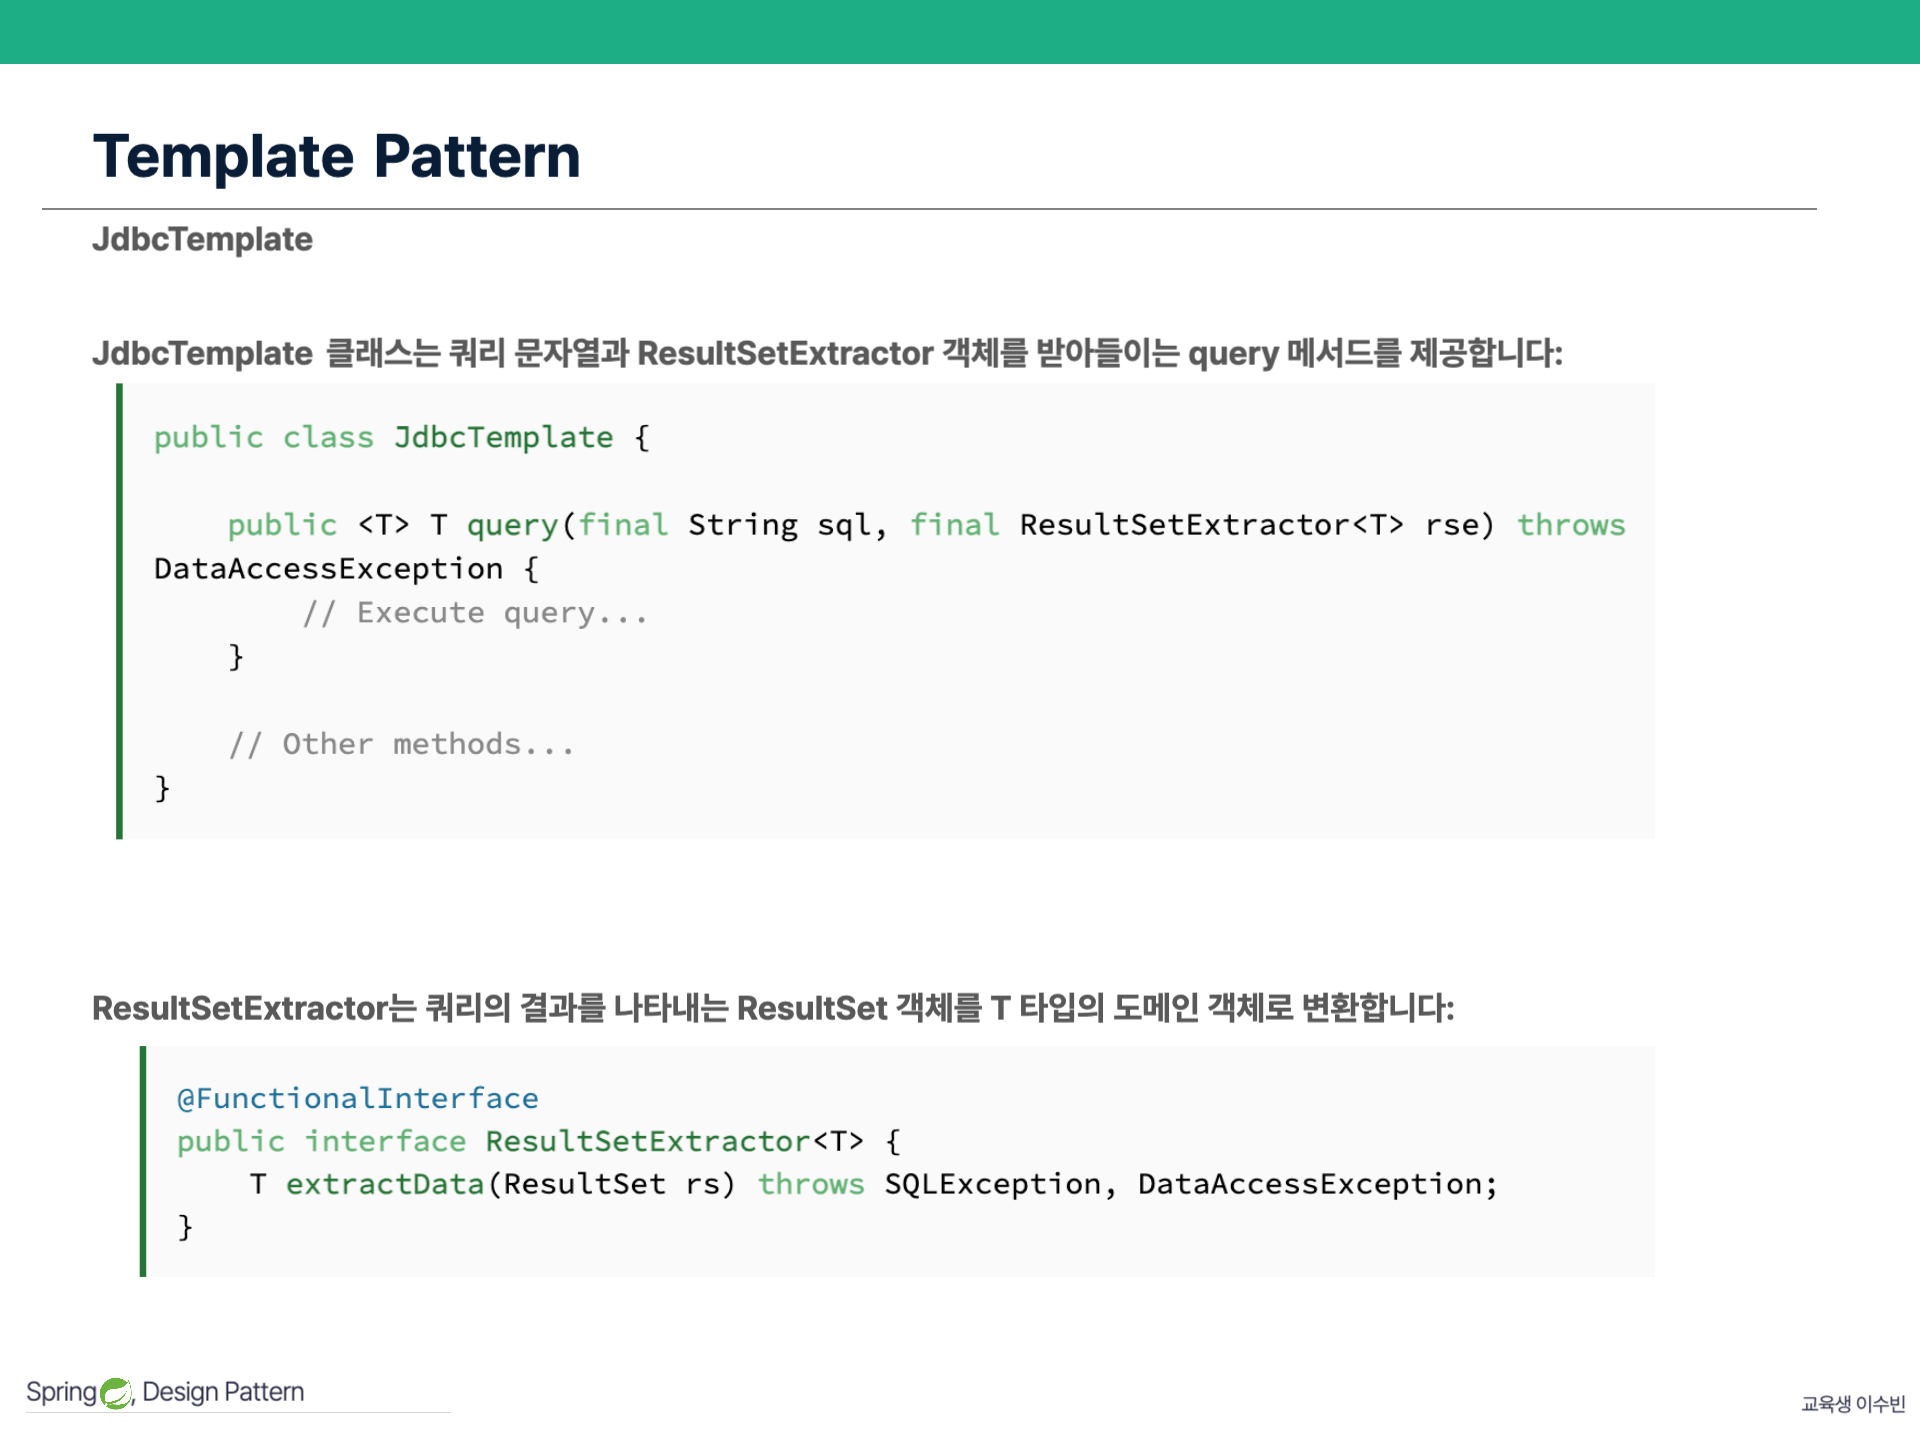 Template Pattern
JdbcTemplate
JdbcTemplate 클래스는 쿼리 문자열과 ResultSetExtractor 객체를 받아들이는 query 메서드를 제공합니다:
public class JdbcTemplate {
    public <T> T query(final String sql, final ResultSetExtractor<T> rse) throws
DataAccessException {
        // Execute query...
    }
    // Other methods...
}
ResultSetExtractor는 쿼리의 결과를 나타내는 ResultSet 객체를 T 타입의 도메인 객체로 변환합니다:
@FunctionalInterface
public interface ResultSetExtractor<T> {
    T extractData(ResultSet rs) throws SQLException, DataAccessException;
}
Spring, Design Pattern
교육생 이수빈